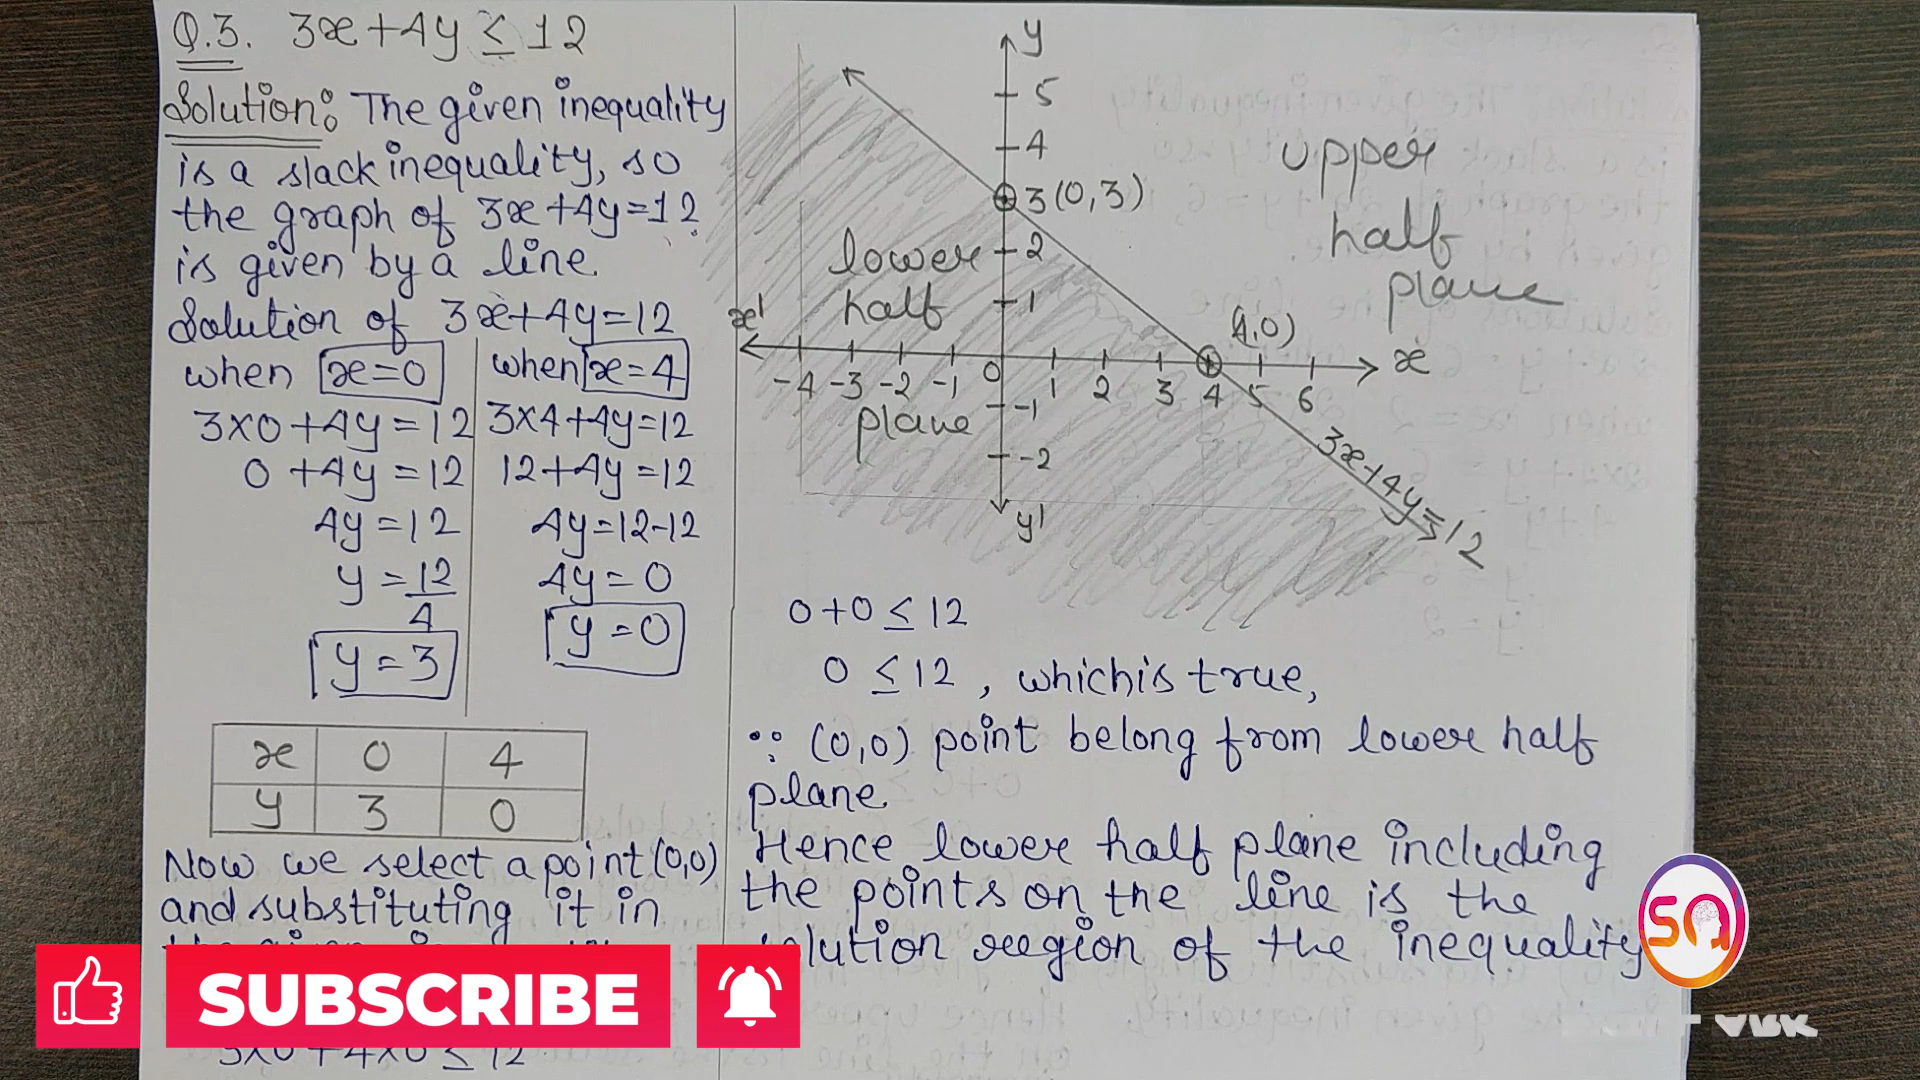 Q.3. 3x+4y ≤ 12
Solution: The given inequality
is a slack inequality, so
the graph of 3x+4y=12
is given by a line.
Solution of 3x+4y=12
when x=0
3×0+4y=12
0+4y=12
4y=12
y=12/4
y=3
when x=4
3×4+4y=12
12+4y=12
4y=12-12
4y=0
y=0
x 0 4
y 3 0
Now we select a point (0,0)
and substituting it in
3×0+4×0 ≤ 12
y
5
4
3 (0,3)
2
1
upper
half
plane
lower
half
plane
(4,0)
x'
-4 -3 -2 -1 0 1 2 3 4 5 6
x
-1
-2
y'
3x+4y=12
0+0 ≤ 12
0 ≤ 12, which is true,
∵ (0,0) point belong from lower half
plane
Hence lower half plane including
the points on the line is the
solution region of the inequality
SUBSCRIBE
SQ